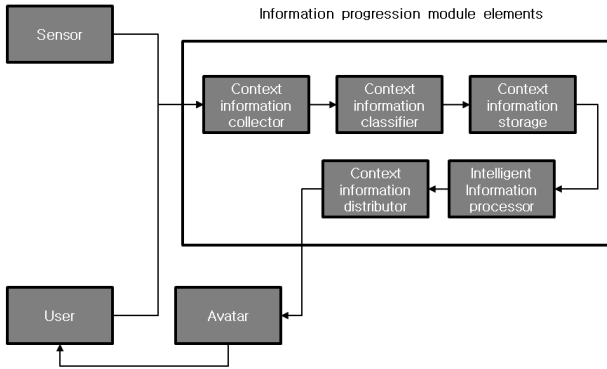 Information progression module elements
Sensor
Context
information
collector
Context
information
classifier
Context
information
storage
Context
information
distributor
Intelligent
Information
processor
User
Avatar